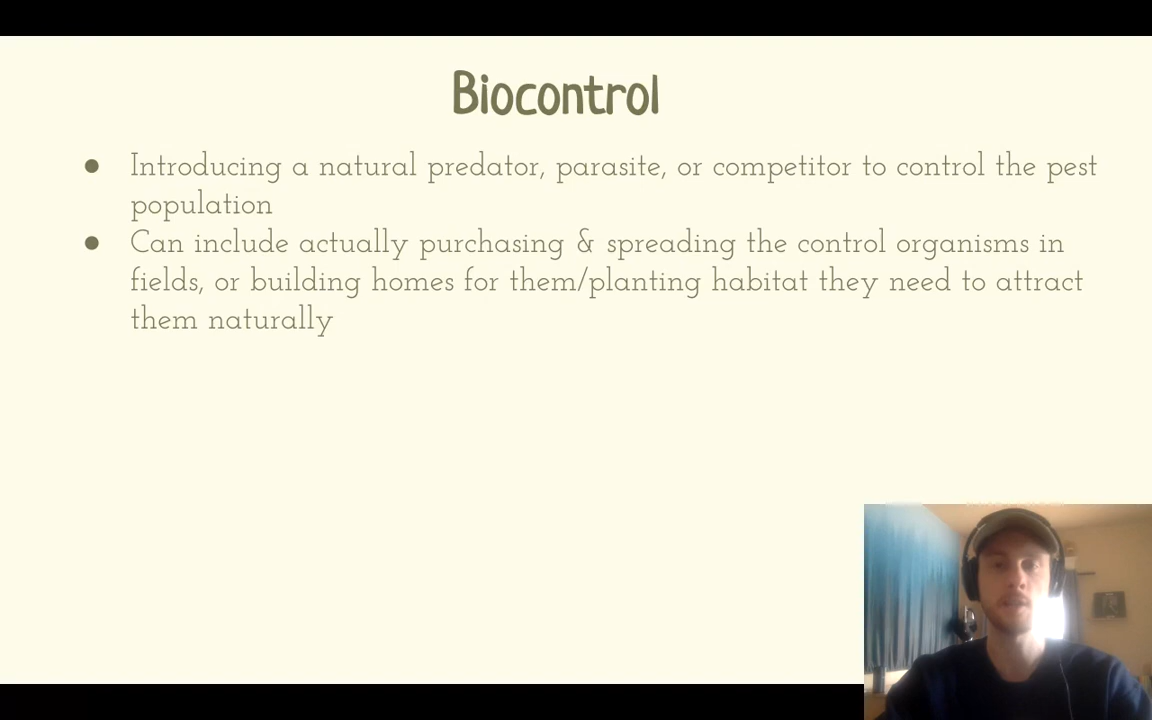 Biocontrol
● Introducing a natural predator, parasite, or competitor to control the pest
population
● Can include actually purchasing & spreading the control organisms in
fields, or building homes for them/planting habitat they need to attract
them naturally